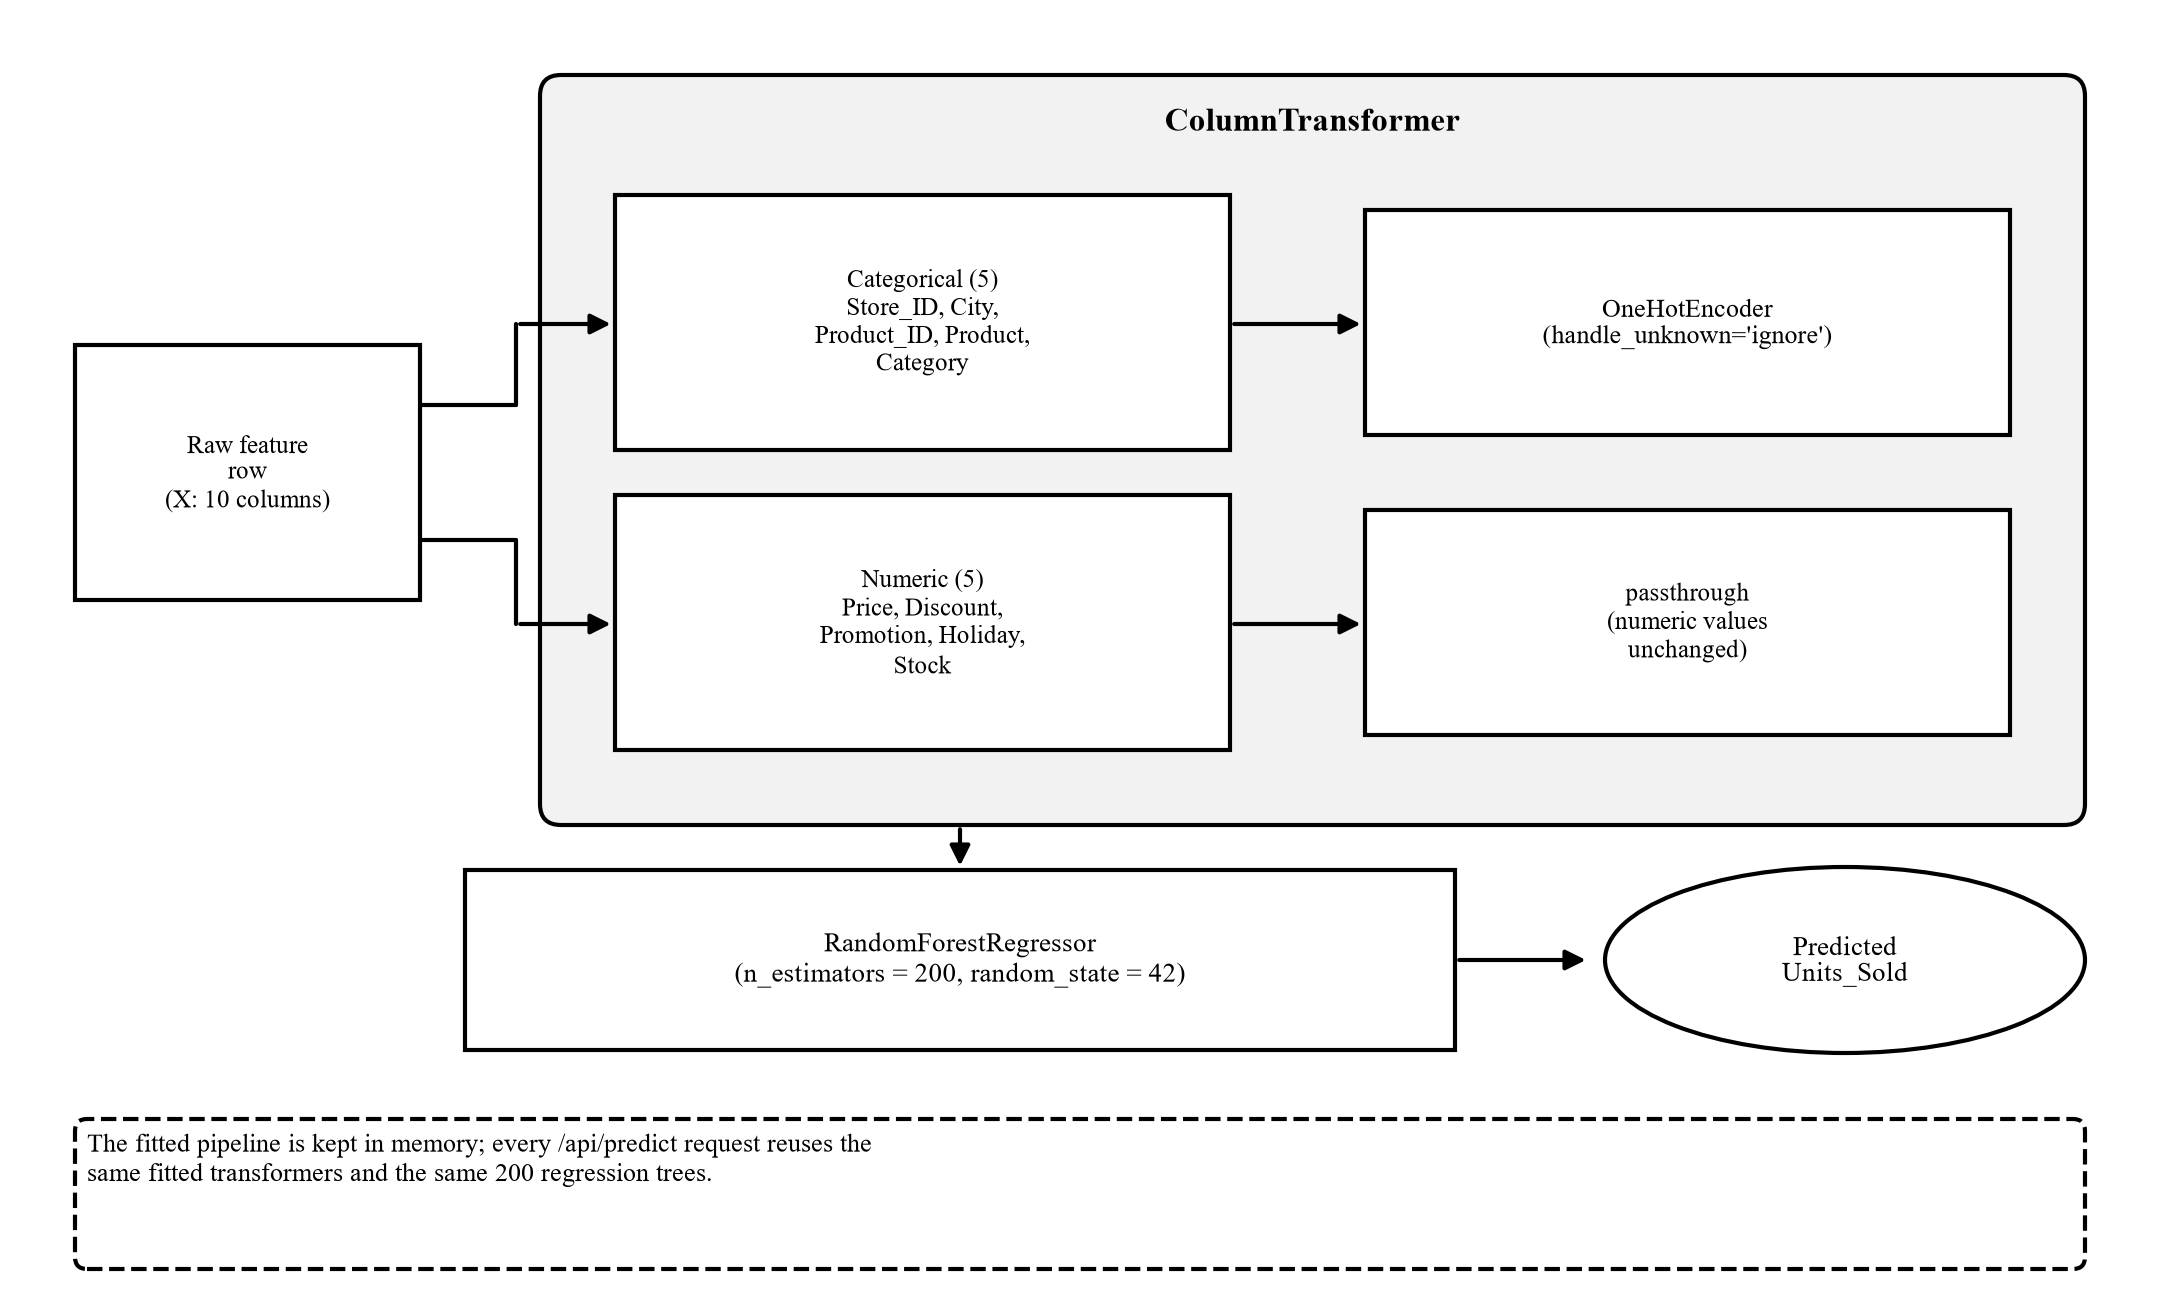 ColumnTransformer
Categorical (5)
Store_ID, City,
Product_ID, Product,
Category
OneHotEncoder
(handle_unknown='ignore')
Raw feature
row
(X: 10 columns)
Numeric (5)
Price, Discount,
Promotion, Holiday,
Stock
passthrough
(numeric values
unchanged)
RandomForestRegressor
(n_estimators = 200, random_state = 42)
Predicted
Units_Sold
The fitted pipeline is kept in memory; every /api/predict request reuses the
same fitted transformers and the same 200 regression trees.